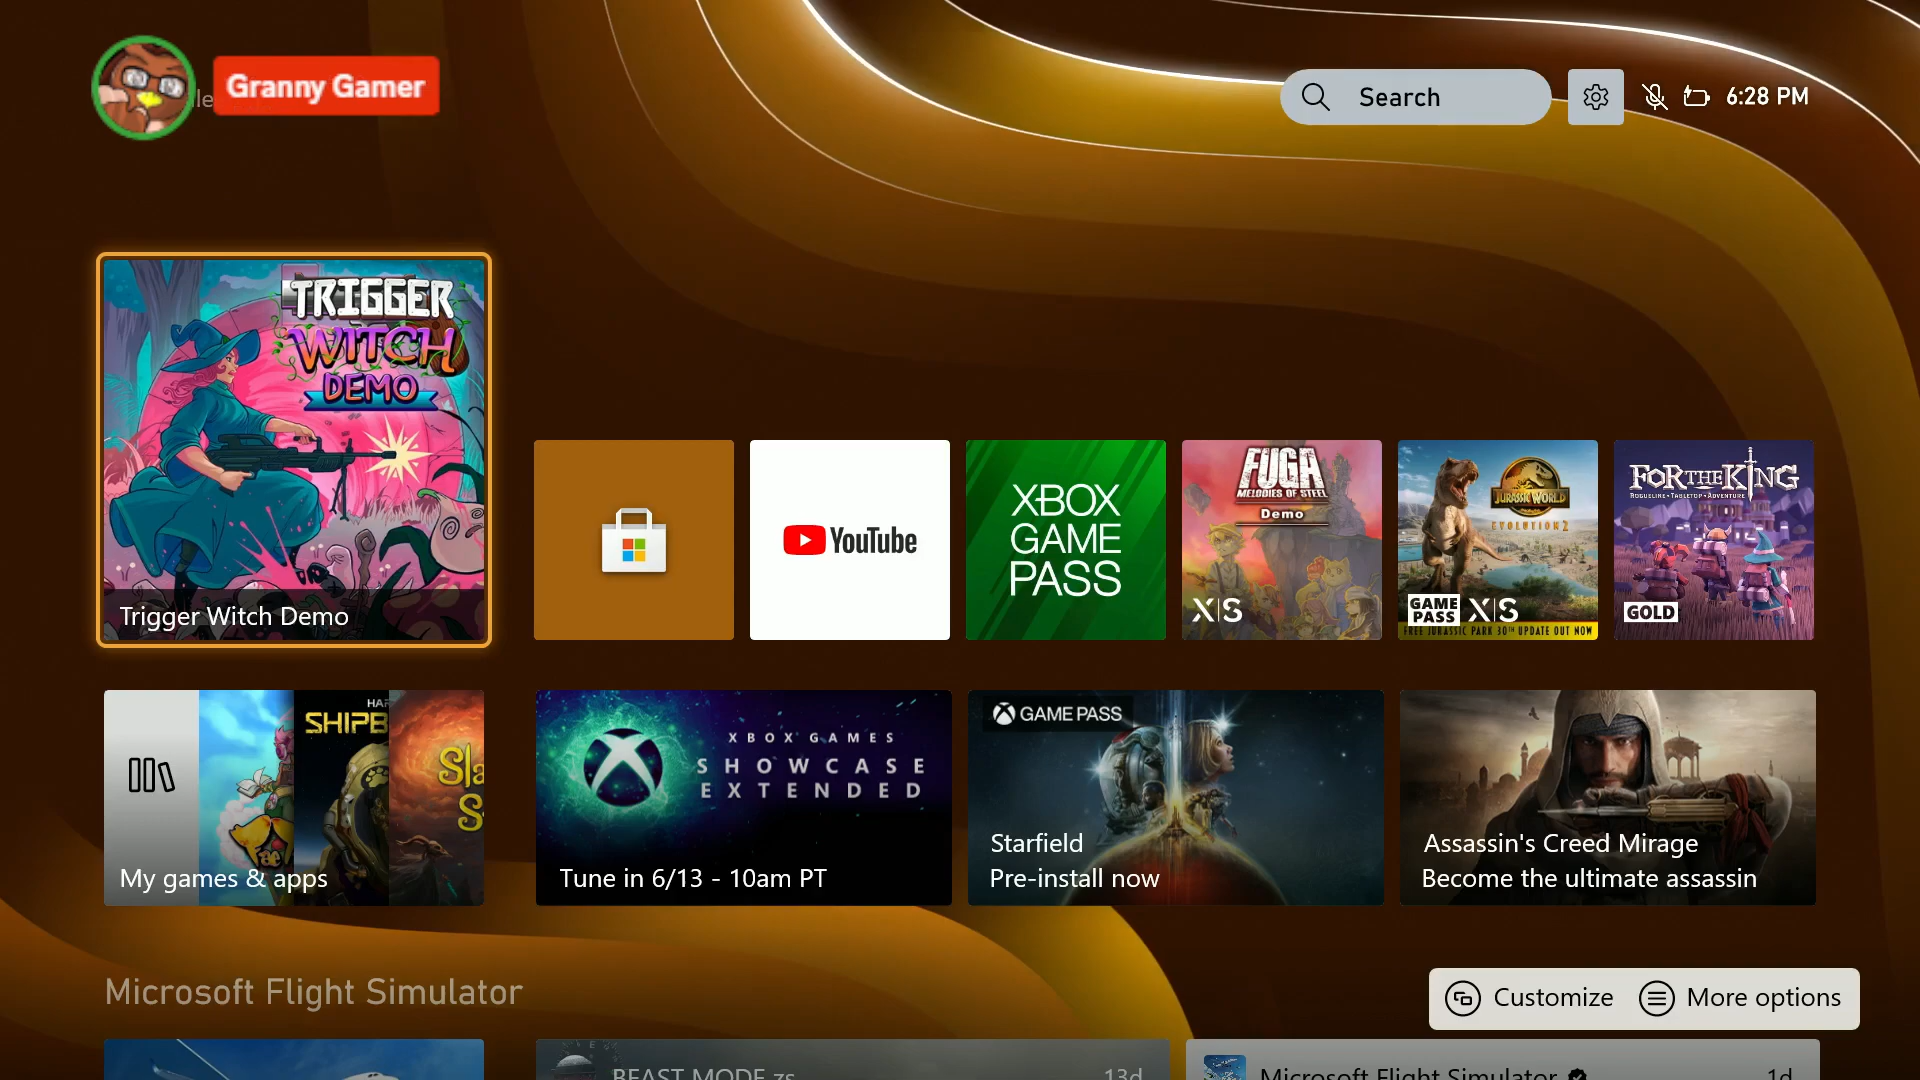 Granny Gamer
Search
6:28 PM
TRIGGER
WITCH
DEMO
Trigger Witch Demo
YouTube
XBOX
GAME
PASS
FUGA
MELODIES OF STEEL
Demo
X|S
JURASSIC WORLD
EVOLUTION 2
GAME
PASS
X|S
FREE JURASSIC PARK 30TH UPDATE OUT NOW
FOR THE KING
ROGUELIKE • TABLETOP • ADVENTURE
GOLD
My games & apps
XBOX GAMES
SHOWCASE
EXTENDED
Tune in 6/13 - 10am PT
GAME PASS
Starfield
Pre-install now
Assassin's Creed Mirage
Become the ultimate assassin
Microsoft Flight Simulator
Customize
More options
BEAST MODE zs
13d
Microsoft Flight Simulator
1d